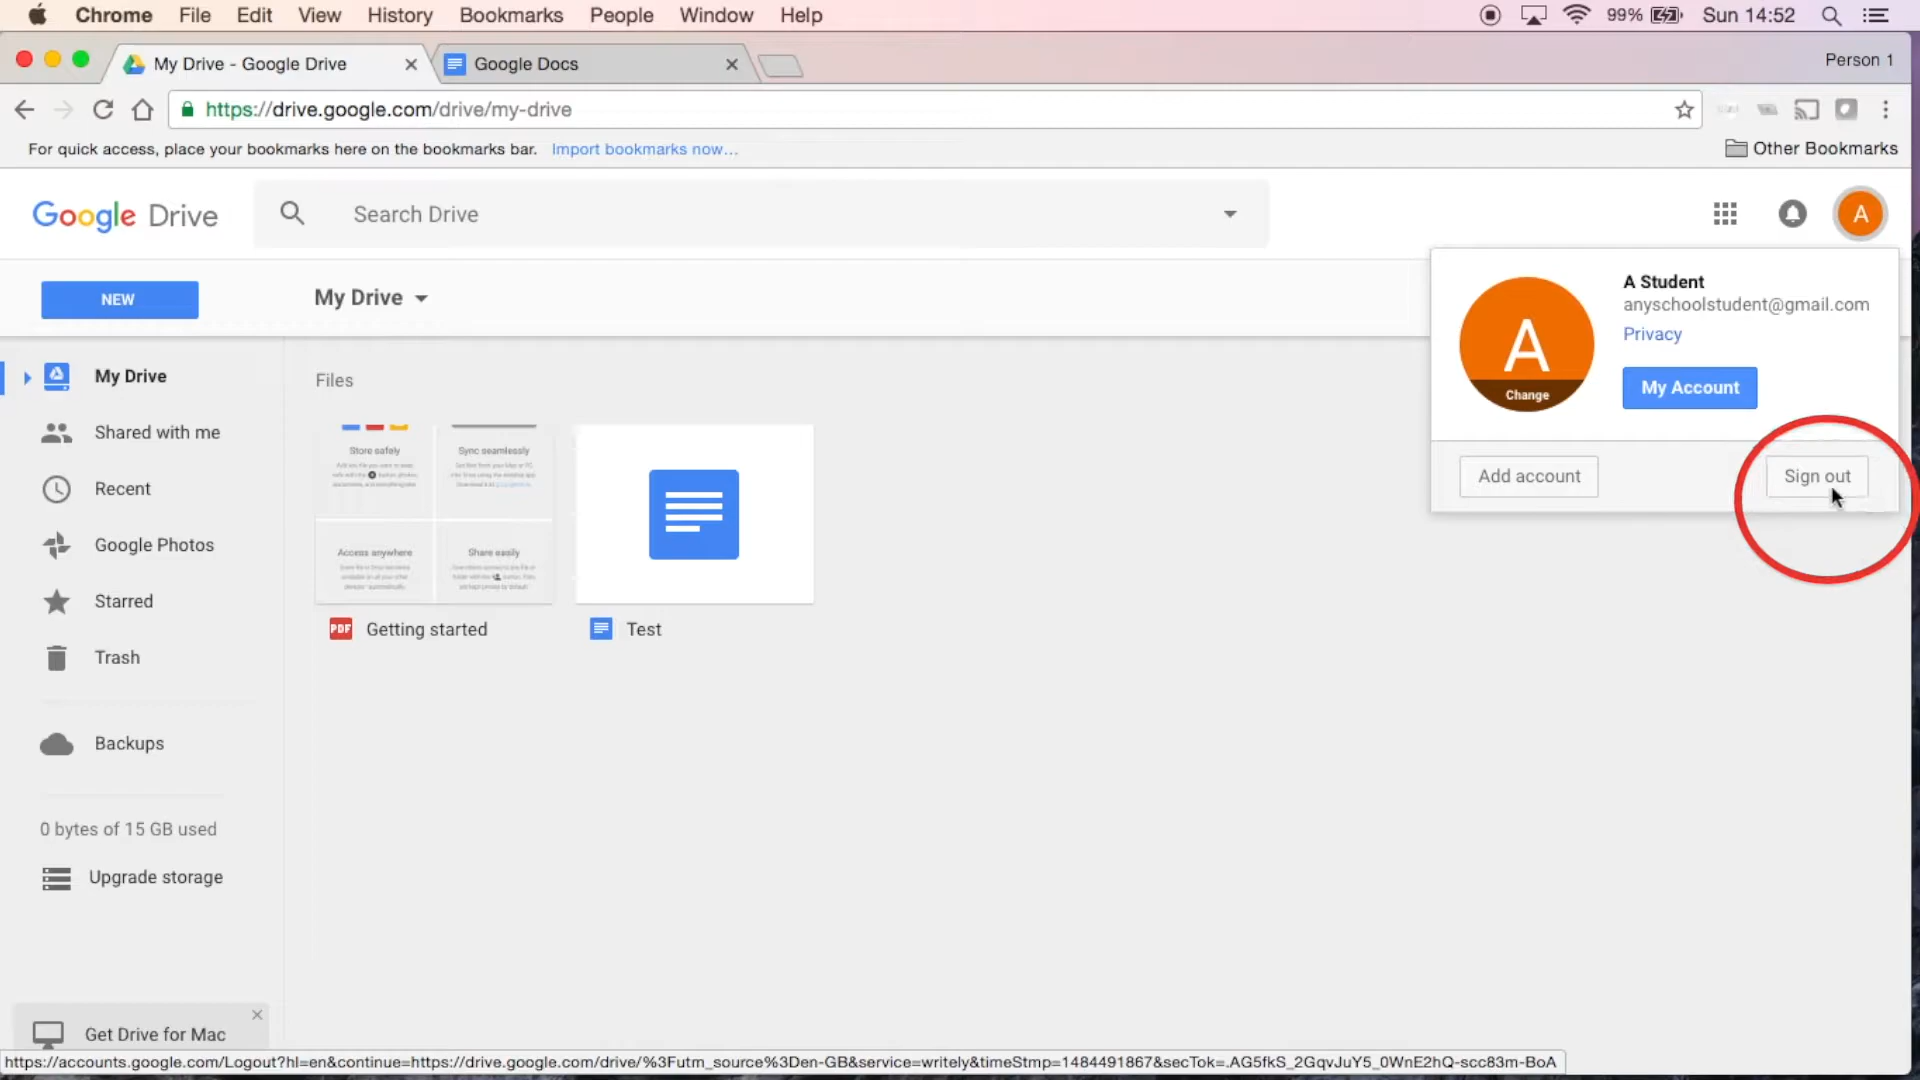 Chrome File Edit View History Bookmarks People Window Help 99% Sun 14:52
My Drive - Google Drive Google Docs Person 1
https://drive.google.com/drive/my-drive
For quick access, place your bookmarks here on the bookmarks bar. Import bookmarks now... Other Bookmarks
Google Drive Search Drive A
NEW My Drive
A Student
anyschoolstudent@gmail.com
Privacy
My Account
A
Change
Add account Sign out
My Drive
Shared with me
Recent
Google Photos
Starred
Trash
Backups
0 bytes of 15 GB used
Upgrade storage
Get Drive for Mac
Files
Store safely Sync seamlessly
Access anywhere Share easily
PDF Getting started
Test
https://accounts.google.com/Logout?hl=en&continue=https://drive.google.com/drive/%3Futm_source%3Den-GB&service=writely&timeStmp=1484491867&secTok=.AG5fkS_2GqvJuY5_0WnE2hQ-scc83m-BoA